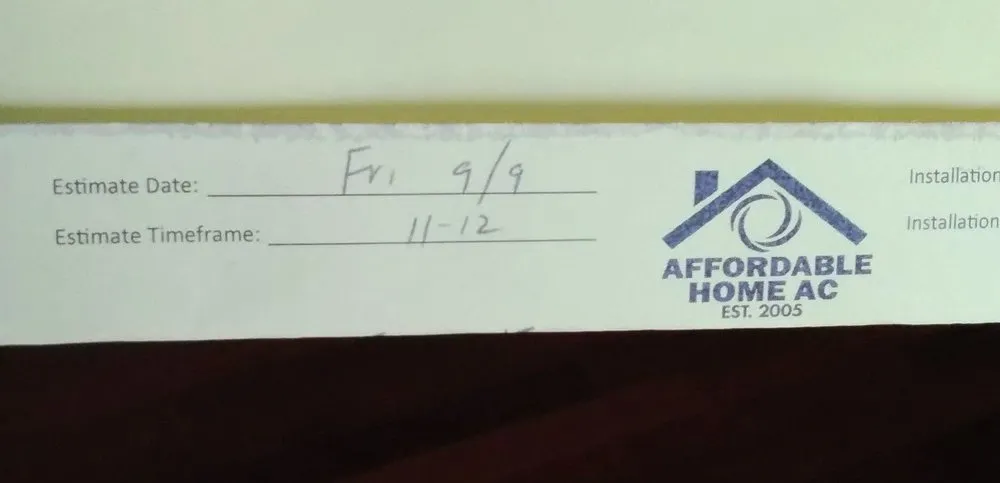 Estimate Date: Fri 9/9
Estimate Timeframe: 11-12
AFFORDABLE
HOME AC
EST. 2005
Installation
Installation